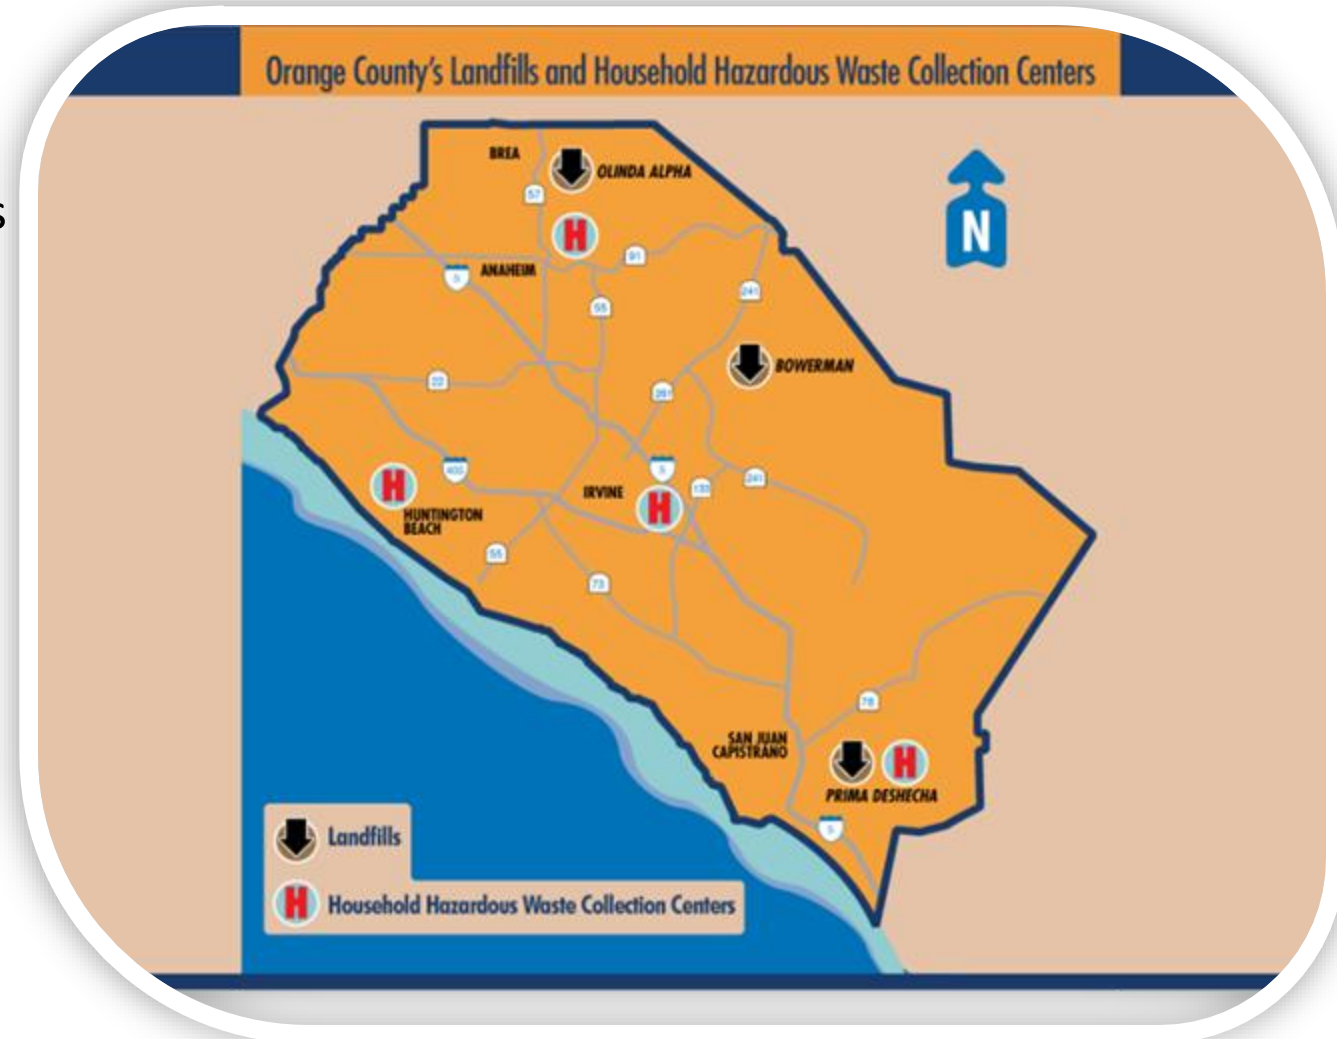 Orange County's Landfills and Household Hazardous Waste Collection Centers
s
BREA
OLINDA ALPHA
57
H
N
91
5
ANAHEIM
55
241
BOWERMAN
22
261
405
5
H
IRVINE
133
241
H
HUNTINGTON
BEACH
55
73
78
SAN JUAN
CAPISTRANO
H
PRIMA DESHECHA
5
Landfills
H
Household Hazardous Waste Collection Centers